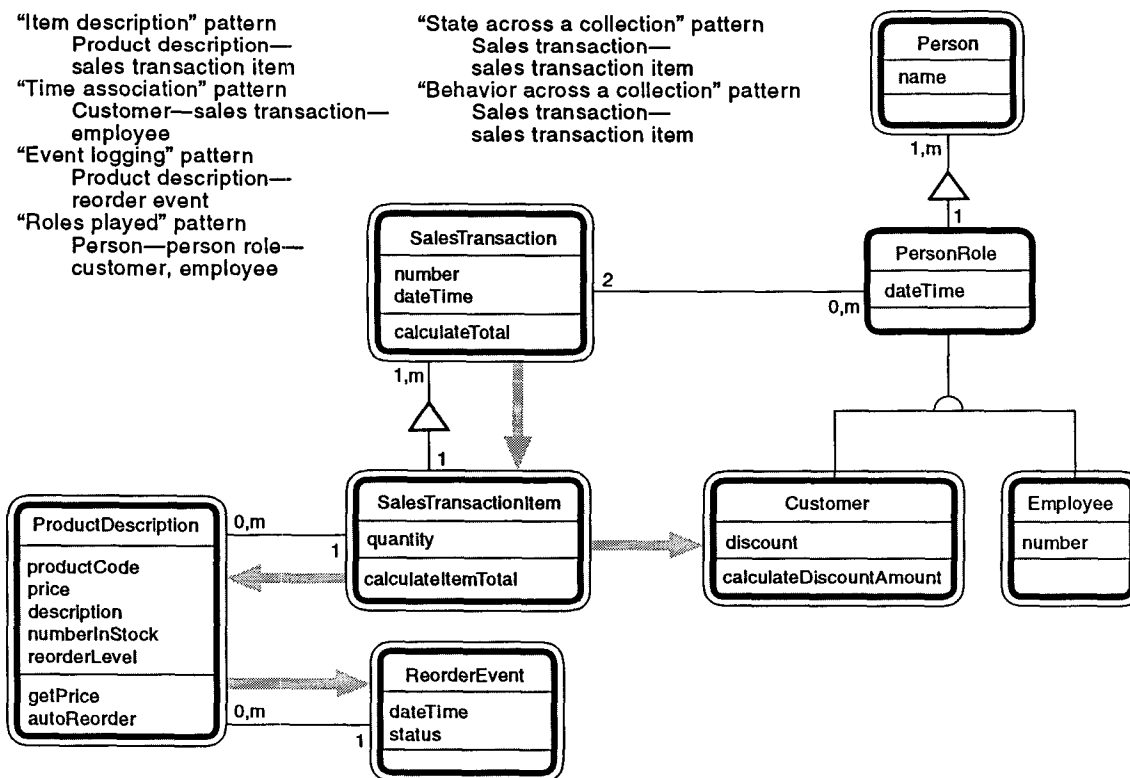 “Item description” pattern
Product description—
sales transaction item
“Time association” pattern
Customer—sales transaction—
employee
“Event logging” pattern
Product description—
reorder event
“Roles played” pattern
Person—person role—
customer, employee
“State across a collection” pattern
Sales transaction—
sales transaction item
“Behavior across a collection” pattern
Sales transaction—
sales transaction item
Person
name
1,m
1
PersonRole
dateTime
SalesTransaction
number
dateTime
calculateTotal
2
0,m
1,m
1
SalesTransactionItem
quantity
calculateItemTotal
Customer
discount
calculateDiscountAmount
Employee
number
ProductDescription
productCode
price
description
numberInStock
reorderLevel
getPrice
autoReorder
0,m
1
0,m
1
ReorderEvent
dateTime
status